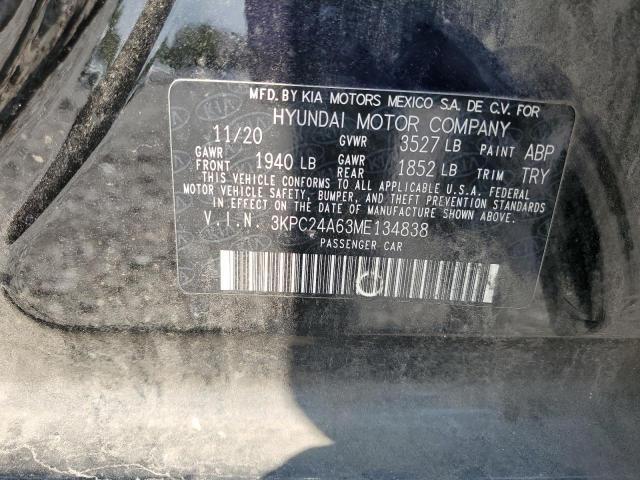 MFD. BY KIA MOTORS MEXICO S.A. DE C.V. FOR
HYUNDAI MOTOR COMPANY
11/20 GVWR 3527 LB PAINT ABP
GAWR FRONT 1940 LB GAWR REAR 1852 LB TRIM TRY
THIS VEHICLE CONFORMS TO ALL APPLICABLE U.S.A. FEDERAL
MOTOR VEHICLE SAFETY, BUMPER, AND THEFT PREVENTION STANDARDS
IN EFFECT ON THE DATE OF MANUFACTURE SHOWN ABOVE.
V.I.N. 3KPC24A63ME134838
PASSENGER CAR